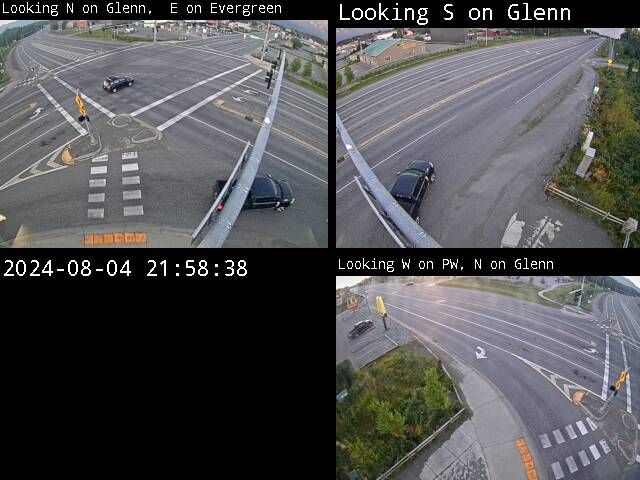 Looking N on Glenn,  E on Evergreen
Looking S on Glenn
2024-08-04 21:58:38
Looking W on PW, N on Glenn